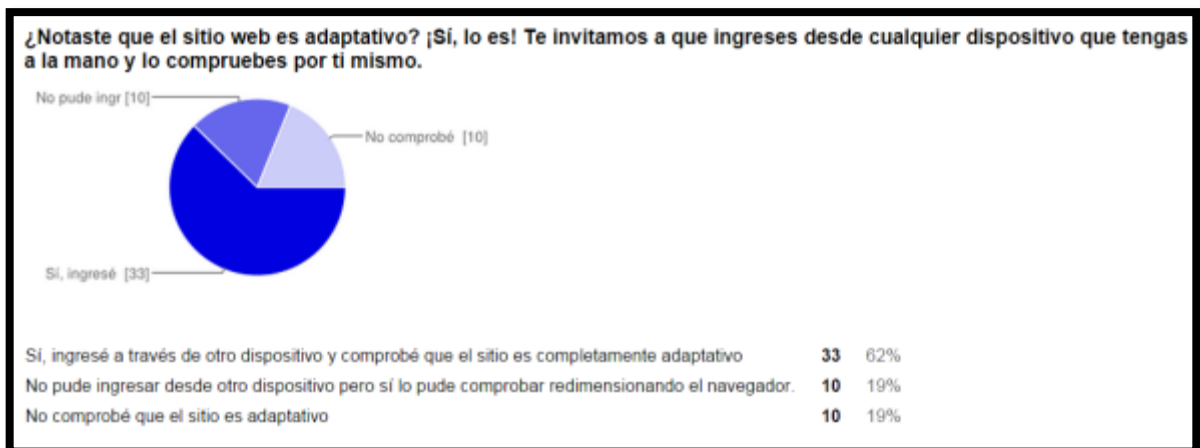 ¿Notaste que el sitio web es adaptativo? ¡Sí, lo es! Te invitamos a que ingreses desde cualquier dispositivo que tengas
a la mano y lo compruebes por ti mismo.
No pude ingr [10]
No comprobé [10]
Sí, ingresé [33]
Sí, ingresé a través de otro dispositivo y comprobé que el sitio es completamente adaptativo 33 62%
No pude ingresar desde otro dispositivo pero sí lo pude comprobar redimensionando el navegador. 10 19%
No comprobé que el sitio es adaptativo 10 19%